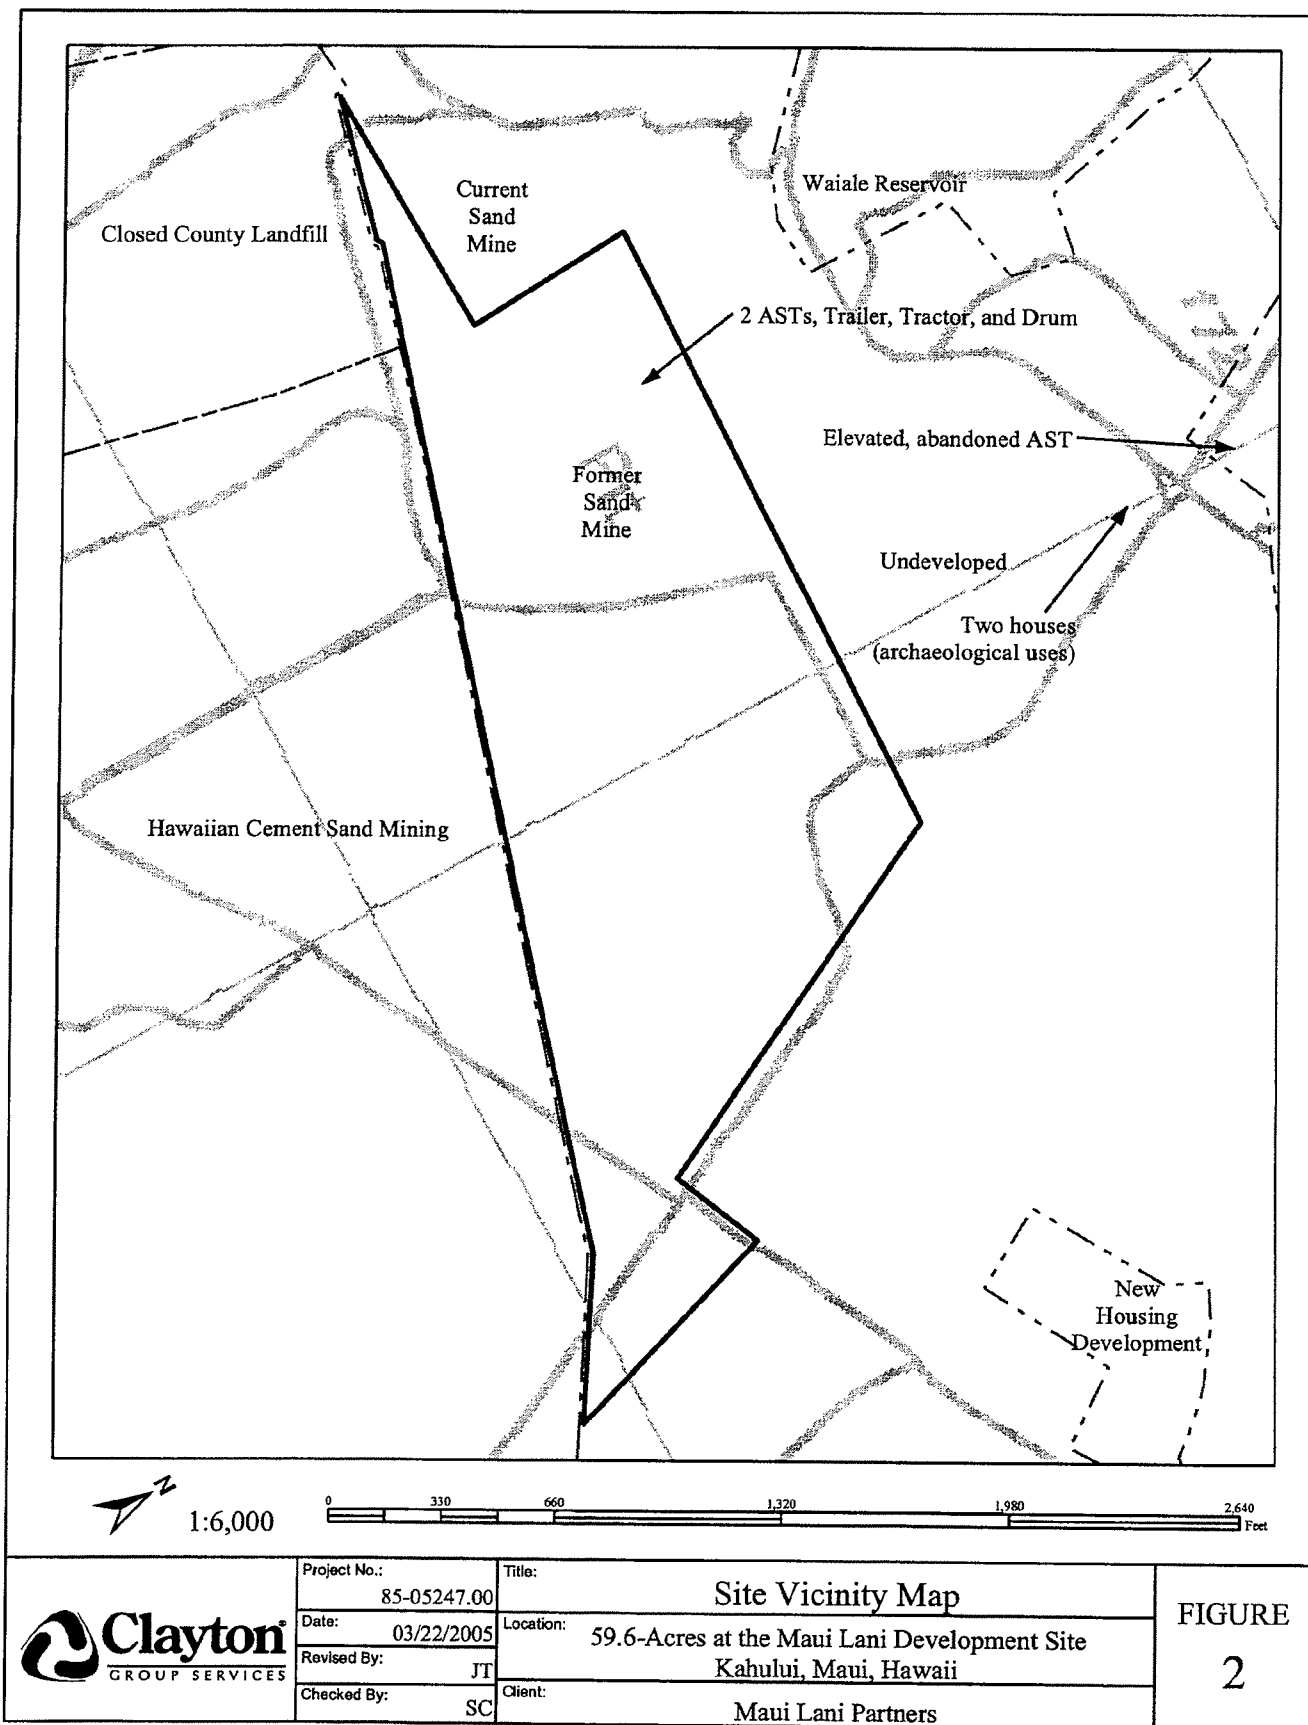 Current
Sand
Mine
Waiale Reservoir
Closed County Landfill
2 ASTs, Trailer, Tractor, and Drum
Elevated, abandoned AST
Former
Sand
Mine
Undeveloped
Two houses
(archaeological uses)
Hawaiian Cement Sand Mining
New
Housing
Development
N
1:6,000
0 330 660 1,320 1,980 2,640
Feet
Clayton®
GROUP SERVICES
Project No.:
85-05247.00
Date:
03/22/2005
Revised By:
JT
Checked By:
SC
Title:
Site Vicinity Map
Location:
59.6-Acres at the Maui Lani Development Site
Kahului, Maui, Hawaii
Client:
Maui Lani Partners
FIGURE
2